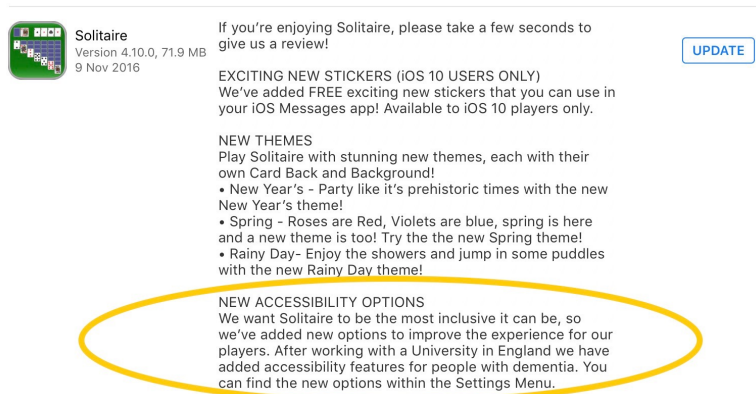 Solitaire
Version 4.10.0, 71.9 MB
9 Nov 2016
If you’re enjoying Solitaire, please take a few seconds to
give us a review!
EXCITING NEW STICKERS (iOS 10 USERS ONLY)
We’ve added FREE exciting new stickers that you can use in
your iOS Messages app! Available to iOS 10 players only.
NEW THEMES
Play Solitaire with stunning new themes, each with their
own Card Back and Background!
• New Year’s - Party like it’s prehistoric times with the new
New Year’s theme!
• Spring - Roses are Red, Violets are blue, spring is here
and a new theme is too! Try the the new Spring theme!
• Rainy Day- Enjoy the showers and jump in some puddles
with the new Rainy Day theme!
NEW ACCESSIBILITY OPTIONS
We want Solitaire to be the most inclusive it can be, so
we’ve added new options to improve the experience for our
players. After working with a University in England we have
added accessibility features for people with dementia. You
can find the new options within the Settings Menu.
UPDATE